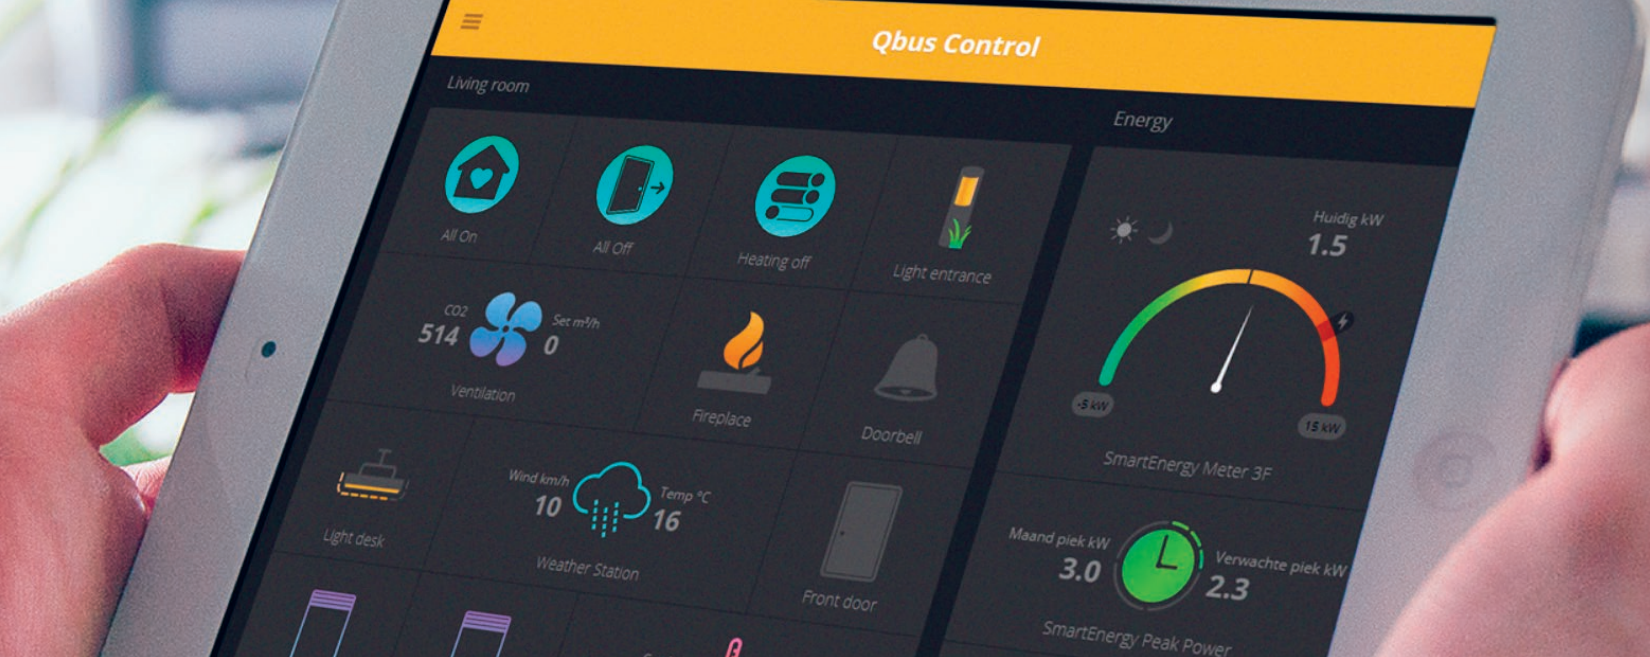 Qbus Control
Living room
Energy
All On
All Off
Heating off
Light entrance
Huidig kW
1.5
CO2
514
Set m³/h
0
Ventilation
Fireplace
Doorbell
-5 kW
15 kW
SmartEnergy Meter 3F
Light desk
Wind km/h
10
Temp °C
16
Weather Station
Front door
Maand piek kW
3.0
Verwachte piek kW
2.3
SmartEnergy Peak Power